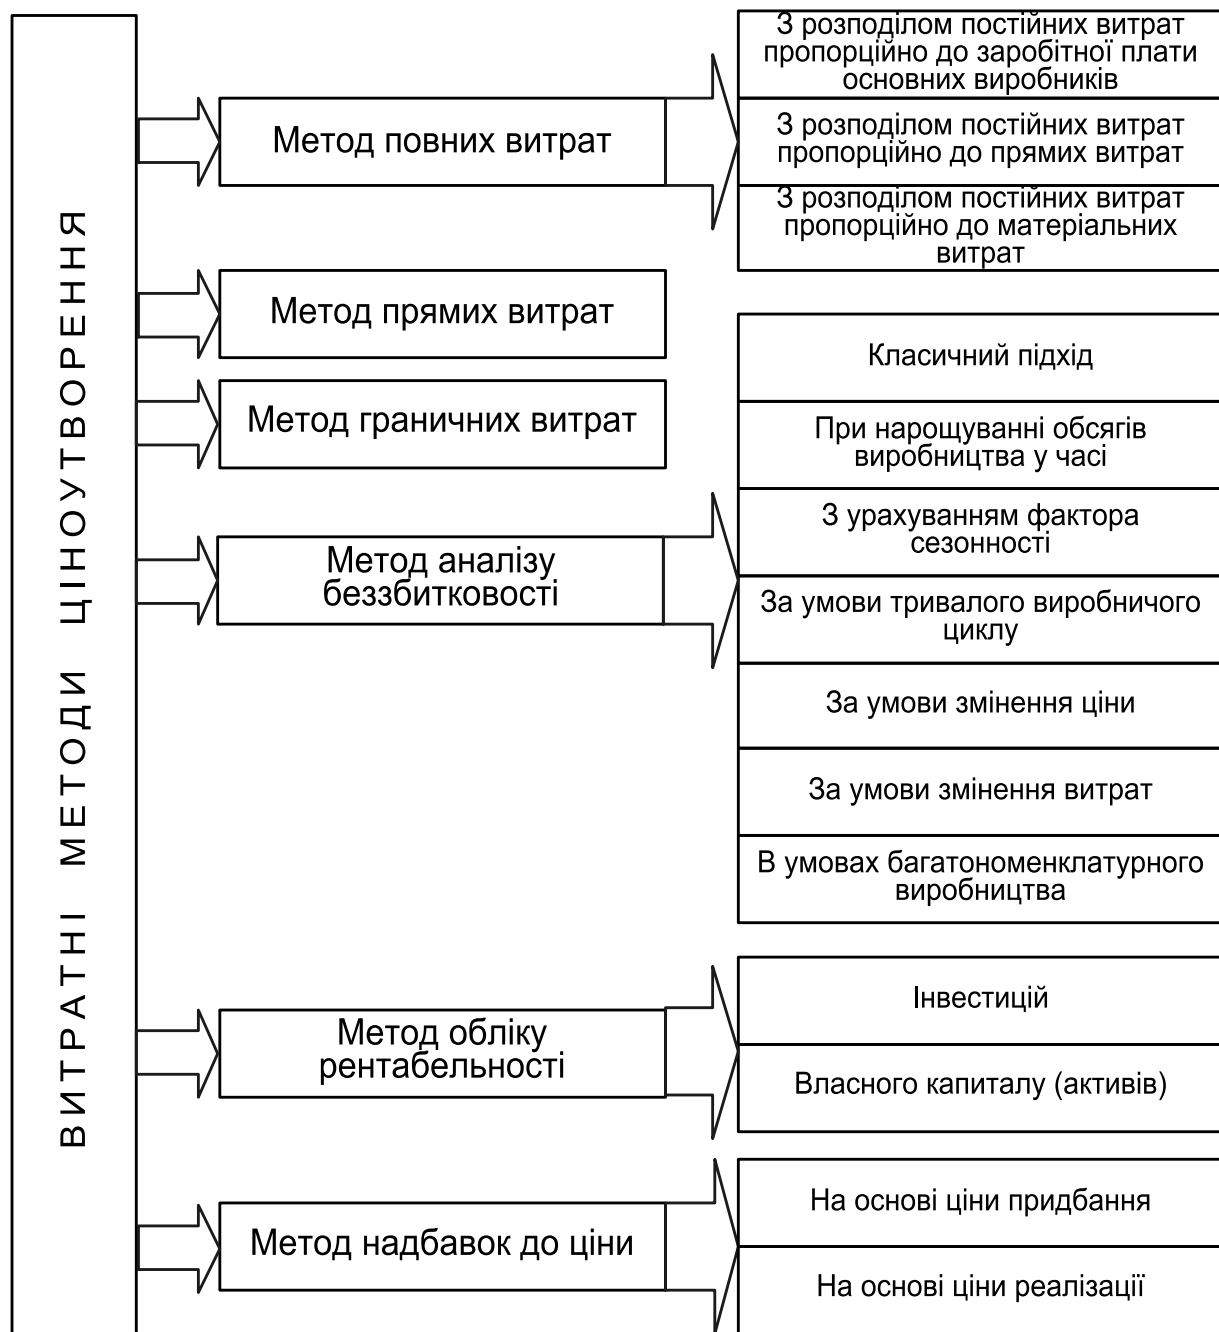 ВИТРАТНІ МЕТОДИ ЦІНОУТВОРЕННЯ
Метод повних витрат
З розподілом постійних витрат
пропорційно до заробітної плати
основних виробників
З розподілом постійних витрат
пропорційно до прямих витрат
З розподілом постійних витрат
пропорційно до матеріальних
витрат
Метод прямих витрат
Метод граничних витрат
Метод аналізу
беззбитковості
Класичний підхід
При нарощуванні обсягів
виробництва у часі
З урахуванням фактора
сезонності
За умови тривалого виробничого
циклу
За умови змінення ціни
За умови змінення витрат
В умовах багатономенклатурного
виробництва
Метод обліку
рентабельності
Інвестицій
Власного капиталу (активів)
Метод надбавок до ціни
На основі ціни придбання
На основі ціни реалізації